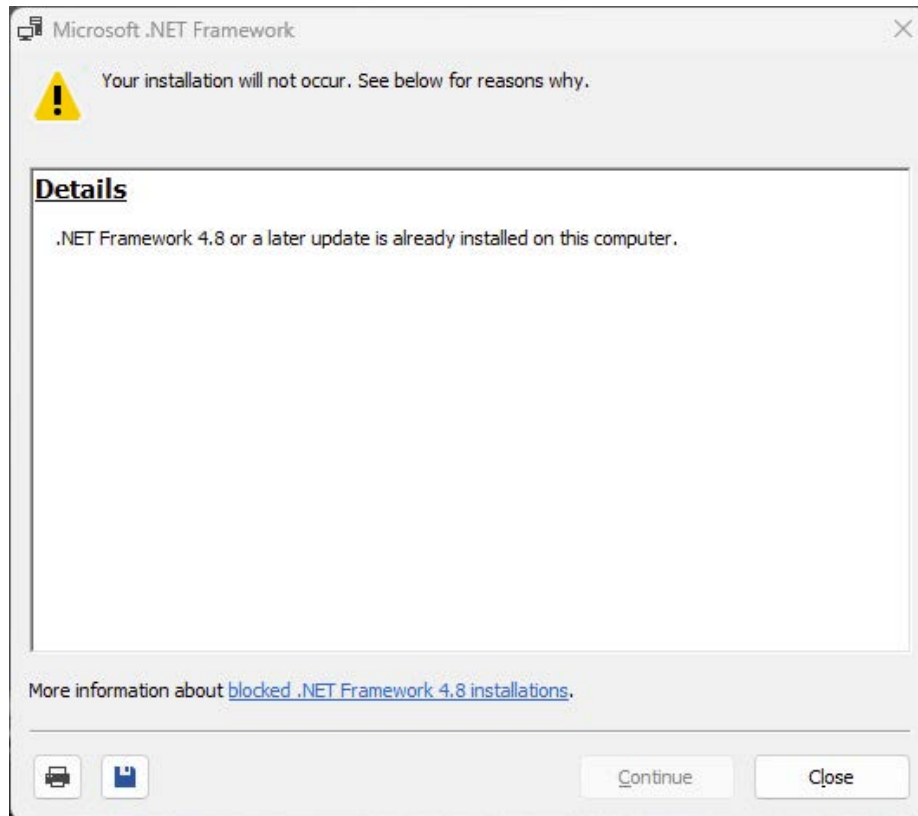 Microsoft .NET Framework
Your installation will not occur. See below for reasons why.
Details
.NET Framework 4.8 or a later update is already installed on this computer.
More information about blocked .NET Framework 4.8 installations.
Continue
Close